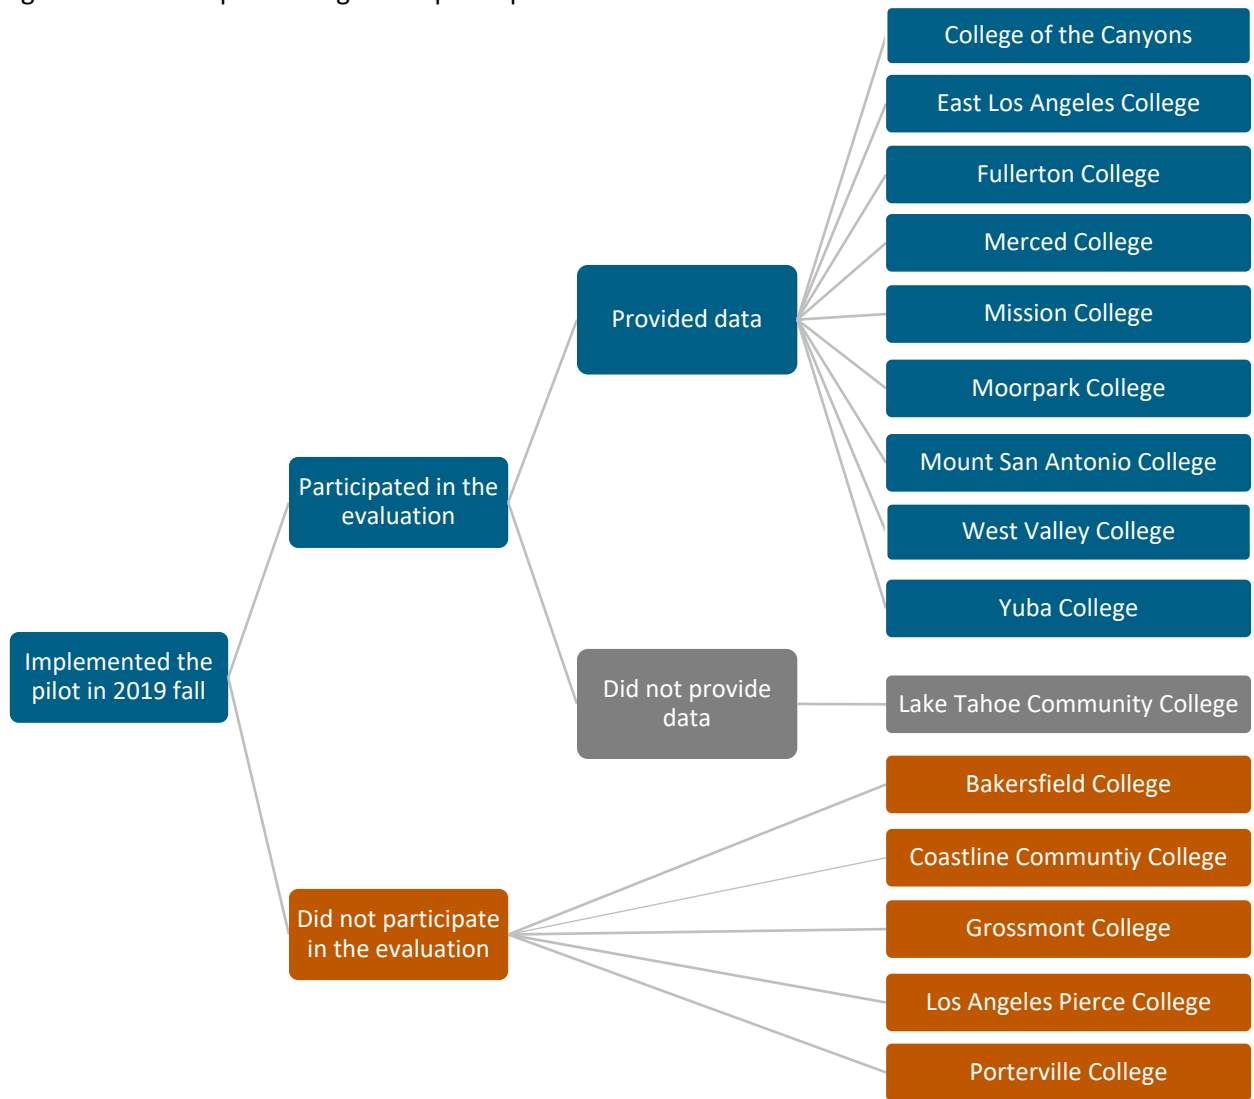 College of the Canyons
East Los Angeles College
Fullerton College
Merced College
Mission College
Moorpark College
Mount San Antonio College
West Valley College
Yuba College
Provided data
Participated in the
evaluation
Implemented the
pilot in 2019 fall
Did not provide
data
Lake Tahoe Community College
Did not participate
in the evaluation
Bakersfield College
Coastline Communtiy College
Grossmont College
Los Angeles Pierce College
Porterville College